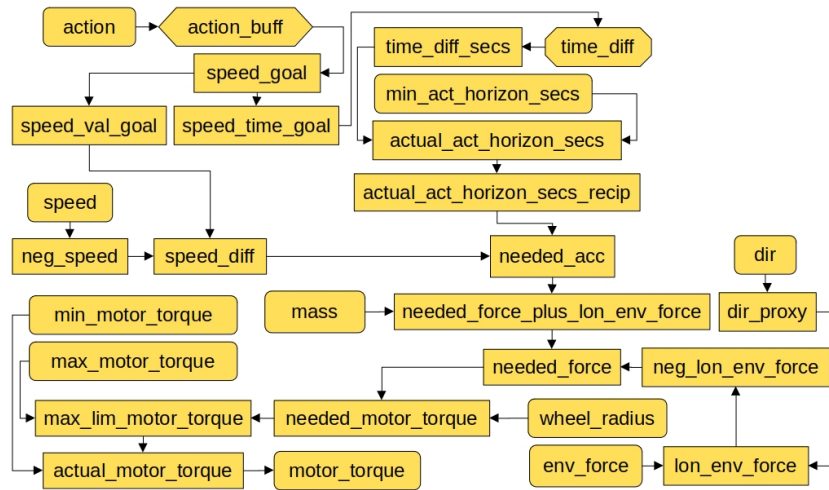 action
action_buff
time_diff_secs
time_diff
speed_goal
min_act_horizon_secs
speed_val_goal
speed_time_goal
actual_act_horizon_secs
actual_act_horizon_secs_recip
speed
neg_speed
speed_diff
needed_acc
dir
min_motor_torque
mass
needed_force_plus_lon_env_force
dir_proxy
max_motor_torque
needed_force
neg_lon_env_force
max_lim_motor_torque
needed_motor_torque
wheel_radius
actual_motor_torque
motor_torque
env_force
lon_env_force